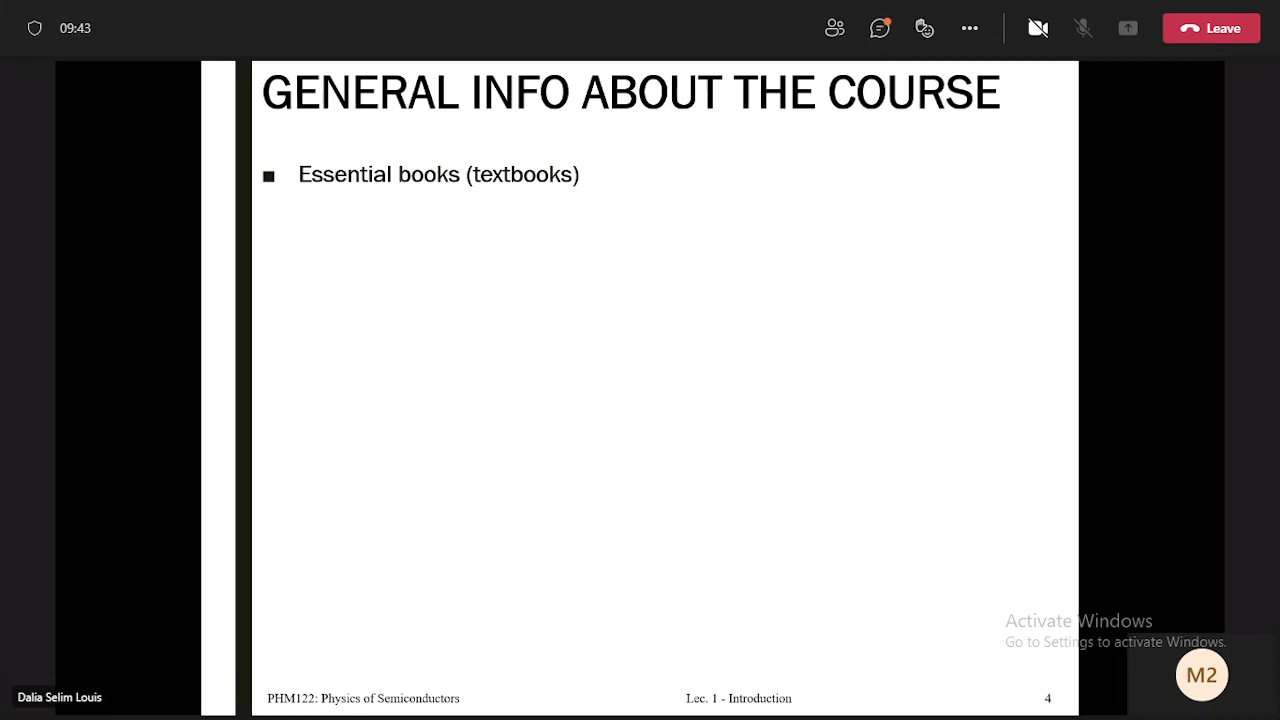 09:43
Leave
GENERAL INFO ABOUT THE COURSE
■ Essential books (textbooks)
Activate Windows
Go to Settings to activate Windows.
M2
Dalia Selim Louis
PHM122: Physics of Semiconductors
Lec. 1 - Introduction
4